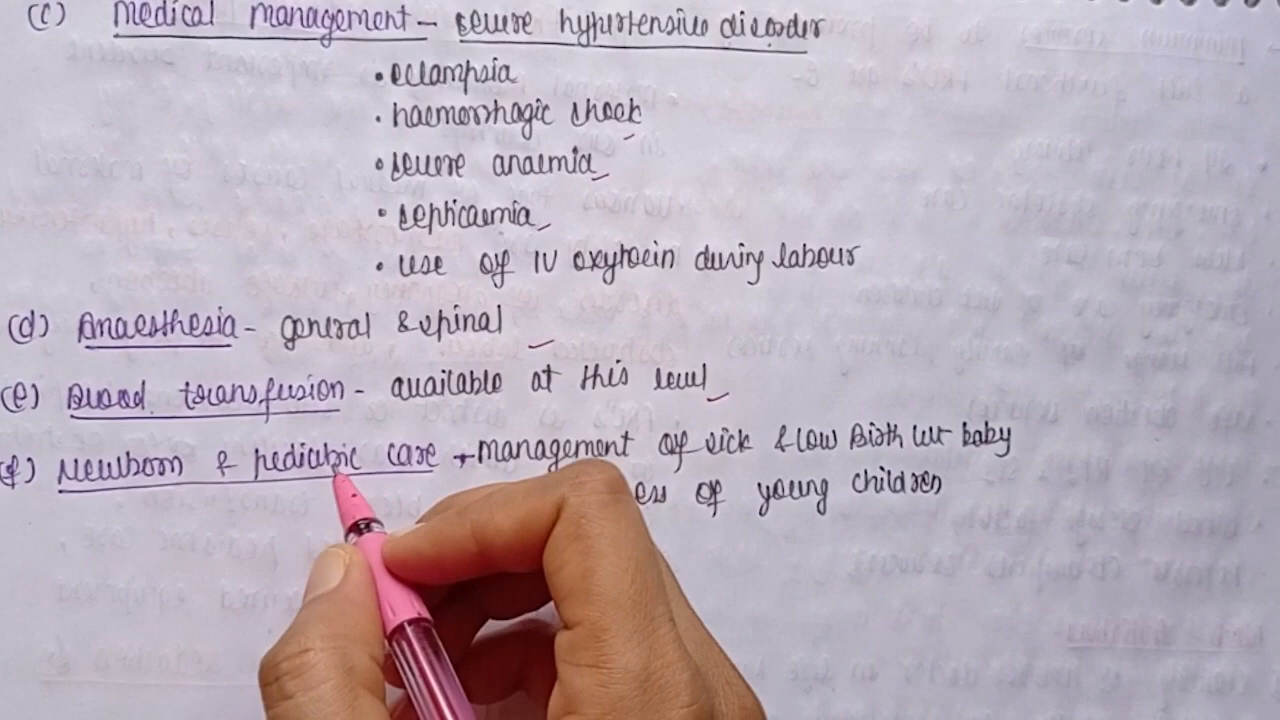 (c) Medical management - severe hypertensive disorder
• eclampsia
• haemorrhagic shock
• severe anaemia
• septicaemia
• use of IV oxytocin during labour
(d) Anaesthesia - general & spinal
(e) Blood transfusion - available at this level
(f) Newborn & pediatric care - management of sick & low Birth wt baby
of young children